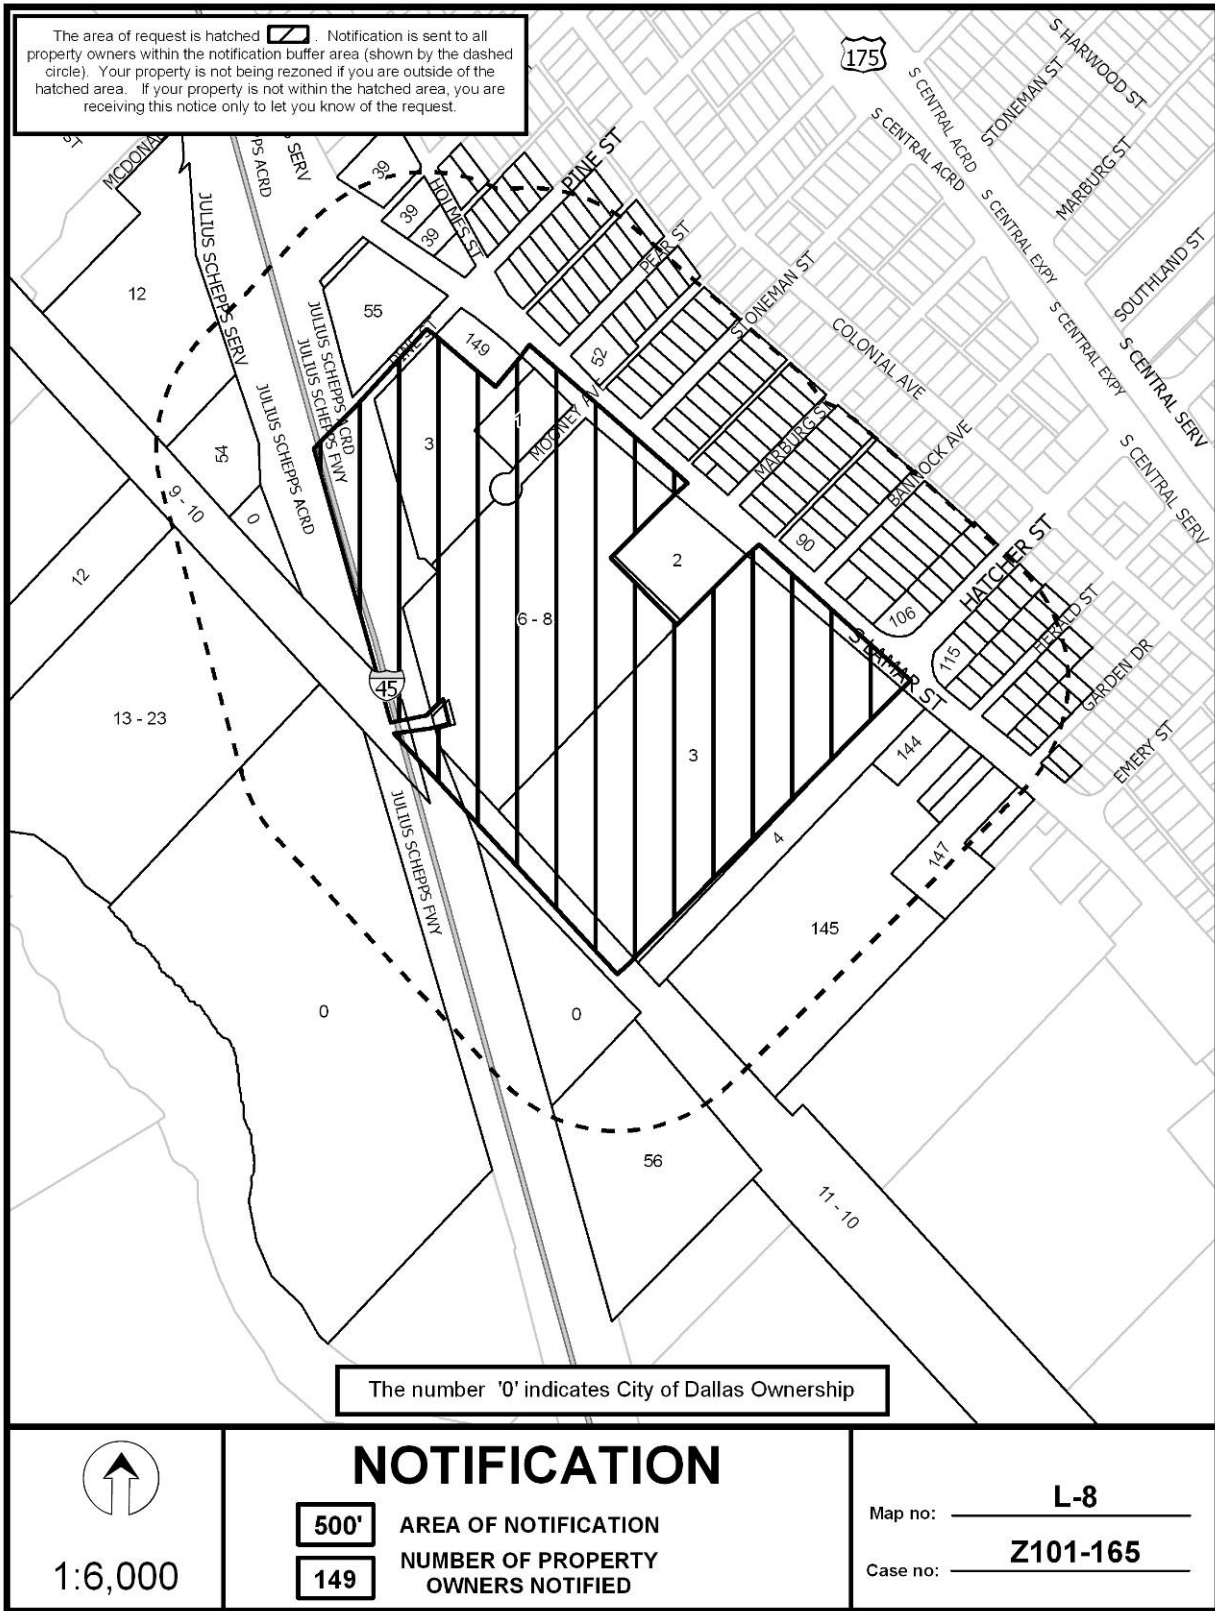 The area of request is hatched . Notification is sent to all
property owners within the notification buffer area (shown by the dashed
circle). Your property is not being rezoned if you are outside of the
hatched area. If your property is not within the hatched area, you are
receiving this notice only to let you know of the request.
175
S HARWOOD ST
STONEMAN ST
S CENTRAL ACRD
S CENTRAL ACRD
MARBURG ST
S CENTRAL EXPY
SOUTHLAND ST
S CENTRAL EXPY
S CENTRAL SERV
S CENTRAL SERV
ST
PPS ACRD
SERV
JULIUS SCHEPPS SERV
39
39
39
HOLMES ST
PINE ST
PEAR ST
STONEMAN ST
COLONIAL AVE
12
55
149
52
JULIUS SCHEPPS ACRD
JULIUS SCHEPPS FWY
JULIUS SCHEPPS ACRD
3
MOONEY AVE
MARBURG ST
BANNOCK AVE
54
9 - 10
0
90
HATCHER ST
2
12
6 - 8
106
HERALD ST
115
S LAMAR ST
GARDEN DR
45
EMERY ST
13 - 23
3
144
JULIUS SCHEPPS FWY
4
147
145
0
0
56
11 - 10
The number '0' indicates City of Dallas Ownership
1:6,000
NOTIFICATION
500' AREA OF NOTIFICATION
149 NUMBER OF PROPERTY
OWNERS NOTIFIED
Map no: L-8
Case no: Z101-165